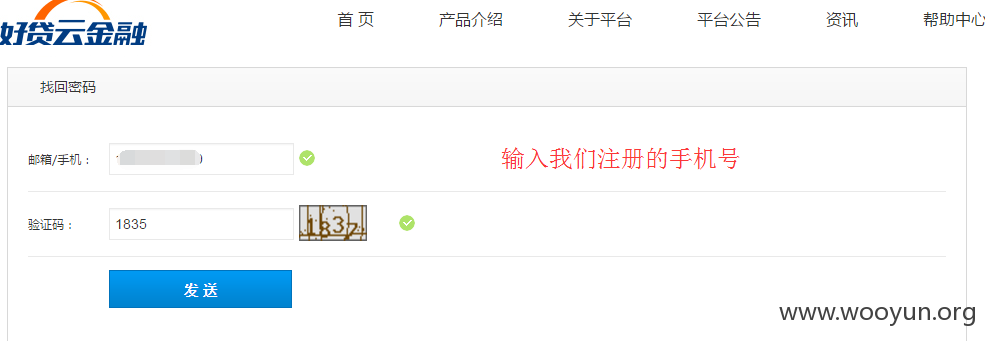 好贷云金融
首 页 产品介绍 关于平台 平台公告 资讯 帮助中心
找回密码
邮箱/手机： 输入我们注册的手机号
验证码： 1835 1837
发 送
www.wooyun.org